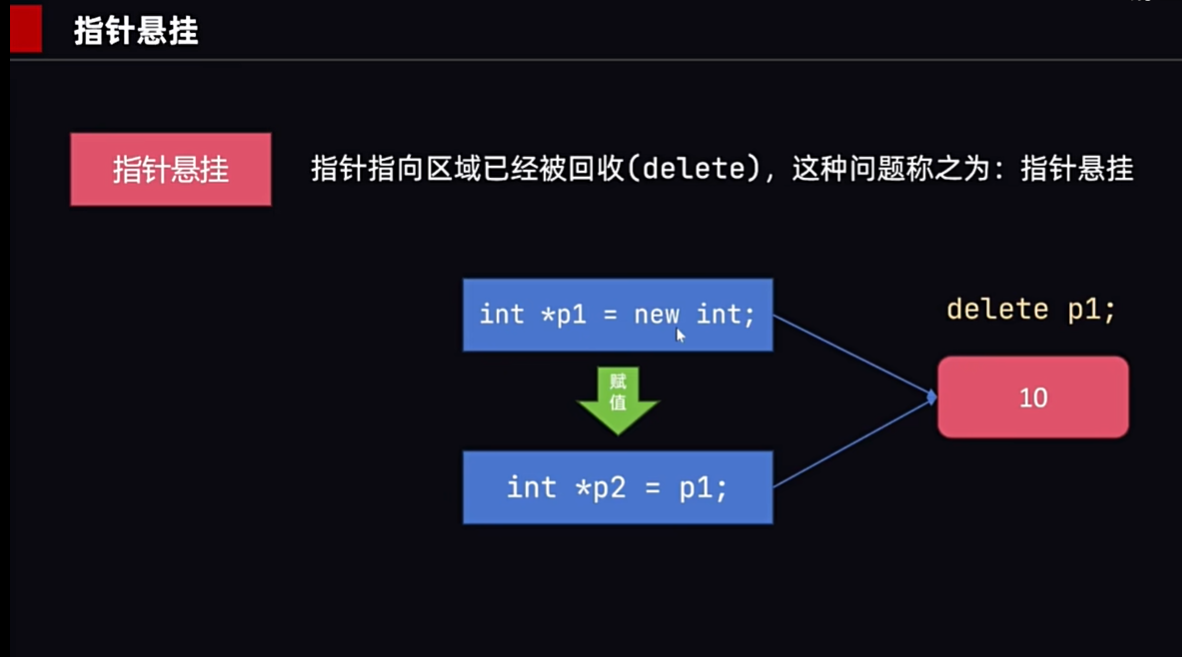 指针悬挂
指针悬挂
指针指向区域已经被回收(delete)，这种问题称之为：指针悬挂
int *p1 = new int;
delete p1;
赋
值
10
int *p2 = p1;